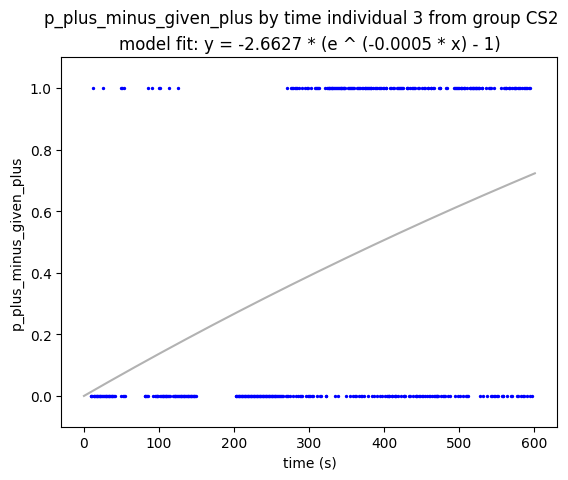 p_plus_minus_given_plus by time individual 3 from group CS2
model fit: y = -2.6627 * (e ^ (-0.0005 * x) - 1)
1.0
0.8
0.6
0.4
0.2
0.0
p_plus_minus_given_plus
0 100 200 300 400 500 600
time (s)